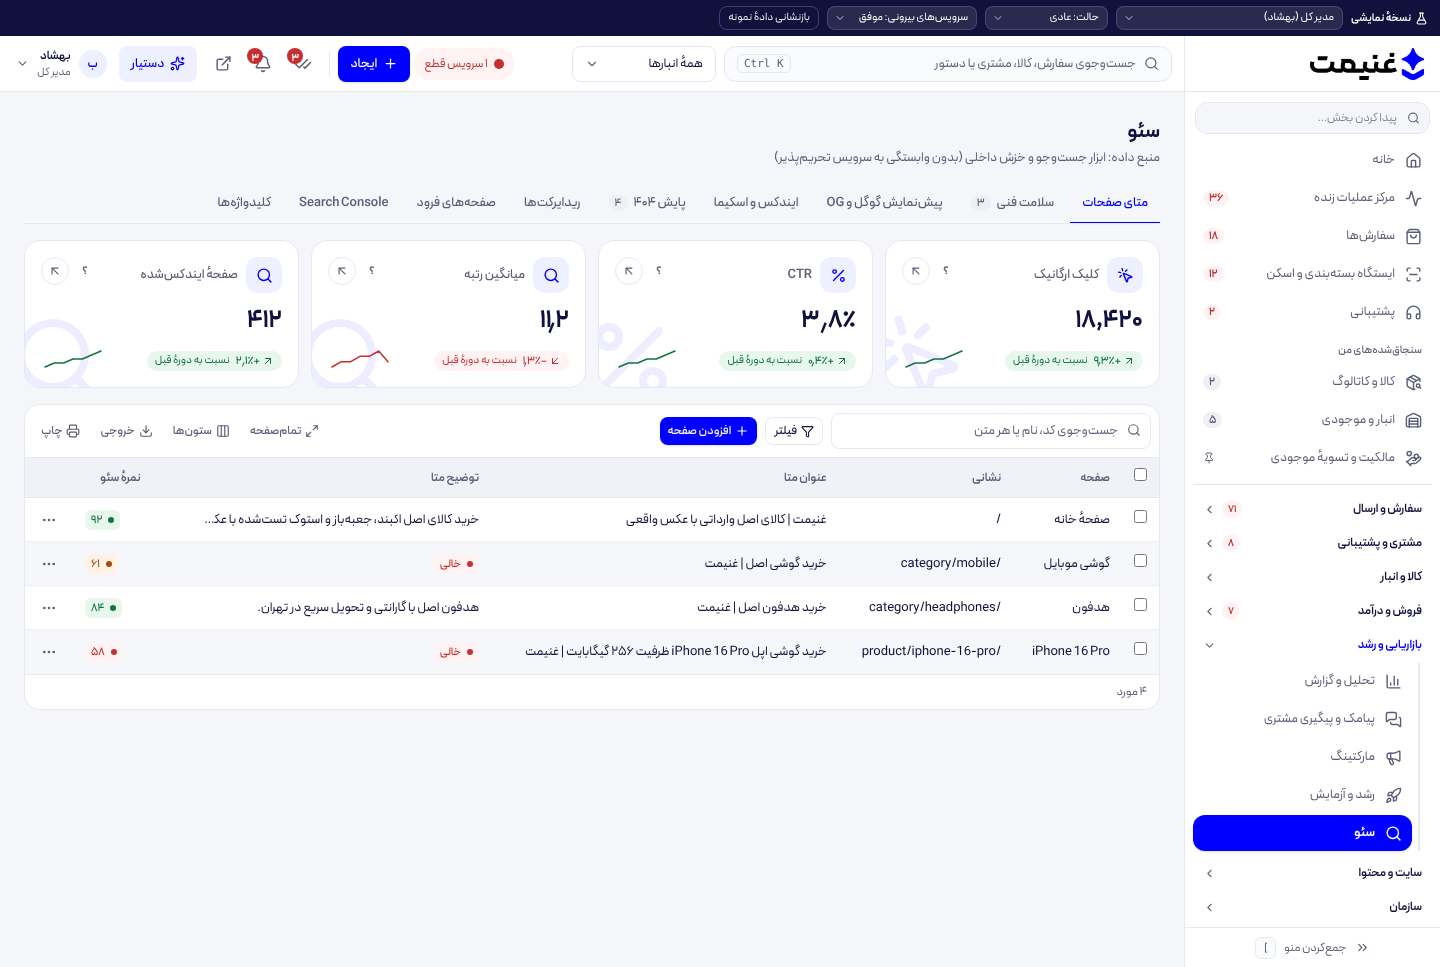 نسخهٔ نمایشی
مدیر کل (بهشاد)
حالت: عادی
سرویس‌های بیرونی: موفق
بازنشانی دادهٔ نمونه
غنیمت
جست‌وجوی سفارش، کالا، مشتری یا دستور
Ctrl K
همهٔ انبارها
۱ سرویس قطع
ایجاد
۳
۳
دستیار
ب
بهشاد
مدیر کل
پیدا کردن بخش...
خانه
مرکز عملیات زنده ۳۶
سفارش‌ها ۱۸
ایستگاه بسته‌بندی و اسکن ۱۲
پشتیبانی ۲
سنجاق‌شده‌های من
کالا و کاتالوگ ۲
انبار و موجودی ۵
مالکیت و تسویهٔ موجودی
سفارش و ارسال ۷۱
مشتری و پشتیبانی ۸
کالا و انبار
فروش و درآمد ۷
بازاریابی و رشد
تحلیل و گزارش
پیامک و پیگیری مشتری
مارکتینگ
رشد و آزمایش
سئو
سایت و محتوا
سازمان
جمع‌کردن منو [
سئو
منبع داده: ابزار جست‌وجو و خزش داخلی (بدون وابستگی به سرویس تحریم‌پذیر)
متای صفحات
سلامت فنی ۳
پیش‌نمایش گوگل و OG
ایندکس و اسکیما
پایش ۴۰۴ ۴
ریدایرکت‌ها
صفحه‌های فرود
Search Console
کلیدواژه‌ها
کلیک ارگانیک ؟
۱۸,۴۲۰
+۹٫۳٪ نسبت به دورهٔ قبل
CTR ؟
۳٫۸٪
+۰٫۴٪ نسبت به دورهٔ قبل
میانگین رتبه ؟
۱۱٫۲
−۱٫۳٪ نسبت به دورهٔ قبل
صفحهٔ ایندکس‌شده ؟
۴۱۲
+۲٫۱٪ نسبت به دورهٔ قبل
جست‌وجوی کد، نام یا هر متن
فیلتر
افزودن صفحه
تمام‌صفحه
ستون‌ها
خروجی
چاپ
صفحه نشانی عنوان متا توضیح متا نمرهٔ سئو
صفحهٔ خانه / غنیمت | کالای اصل وارداتی با عکس واقعی خرید کالای اصل اکبند، جعبه‌باز و استوک تست‌شده با عک... ۹۲
گوشی موبایل category/mobile/ خرید گوشی اصل | غنیمت خالی ۶۱
هدفون category/headphones/ خرید هدفون اصل | غنیمت هدفون اصل با گارانتی و تحویل سریع در تهران. ۸۴
iPhone 16 Pro product/iphone-16-pro/ خرید گوشی اپل iPhone 16 Pro ظرفیت ۲۵۶ گیگابایت | غنیمت خالی ۵۸
۴ مورد